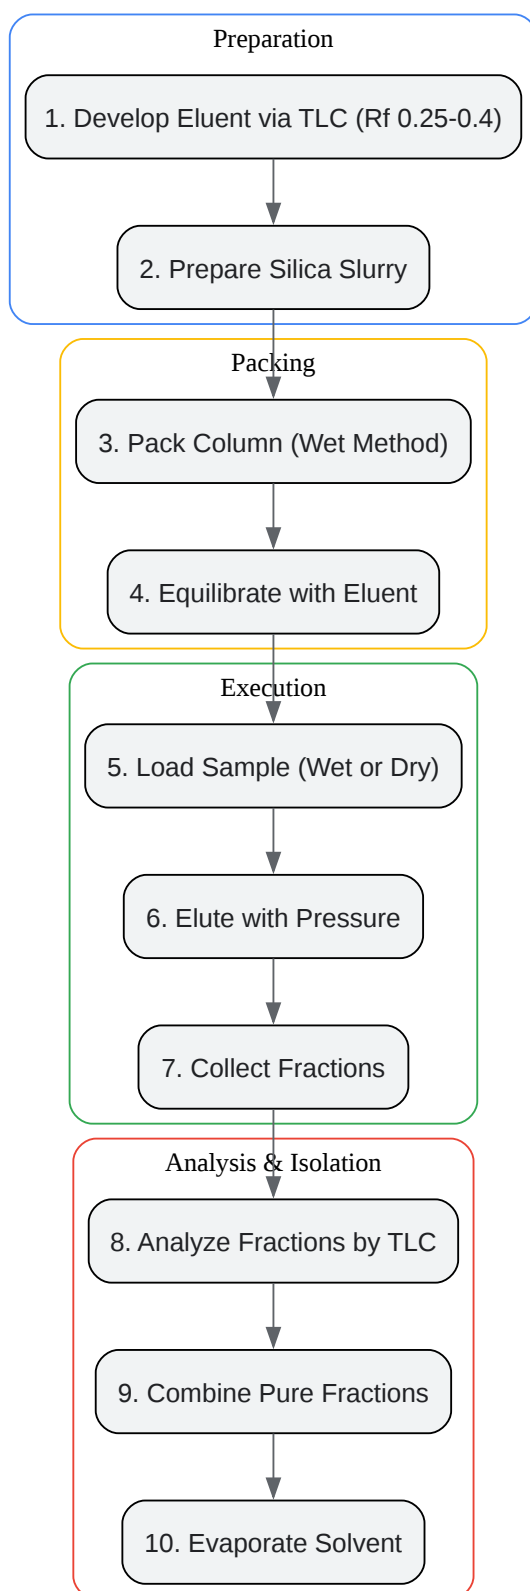 Preparation
1. Develop Eluent via TLC (Rf 0.25-0.4)
2. Prepare Silica Slurry
Packing
3. Pack Column (Wet Method)
4. Equilibrate with Eluent
Execution
5. Load Sample (Wet or Dry)
6. Elute with Pressure
7. Collect Fractions
Analysis & Isolation
8. Analyze Fractions by TLC
9. Combine Pure Fractions
10. Evaporate Solvent